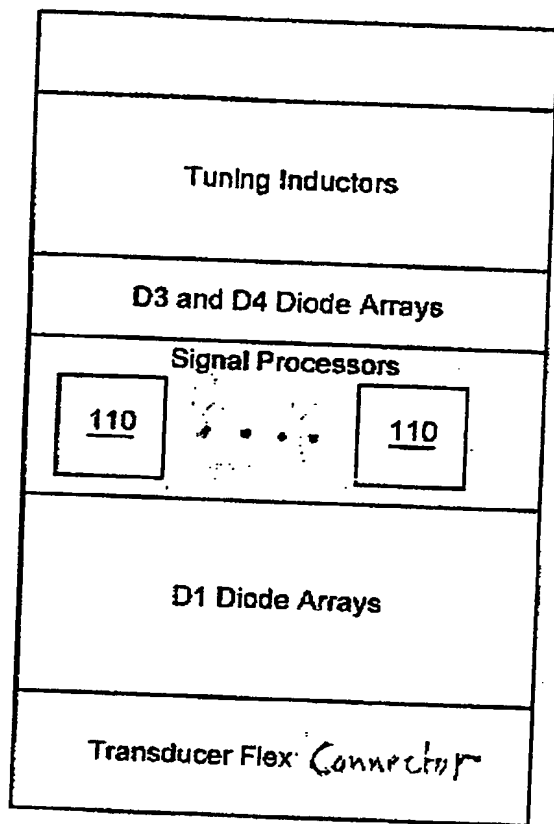 Tuning Inductors
D3 and D4 Diode Arrays
Signal Processors
110 110
D1 Diode Arrays
Transducer Flex Connector